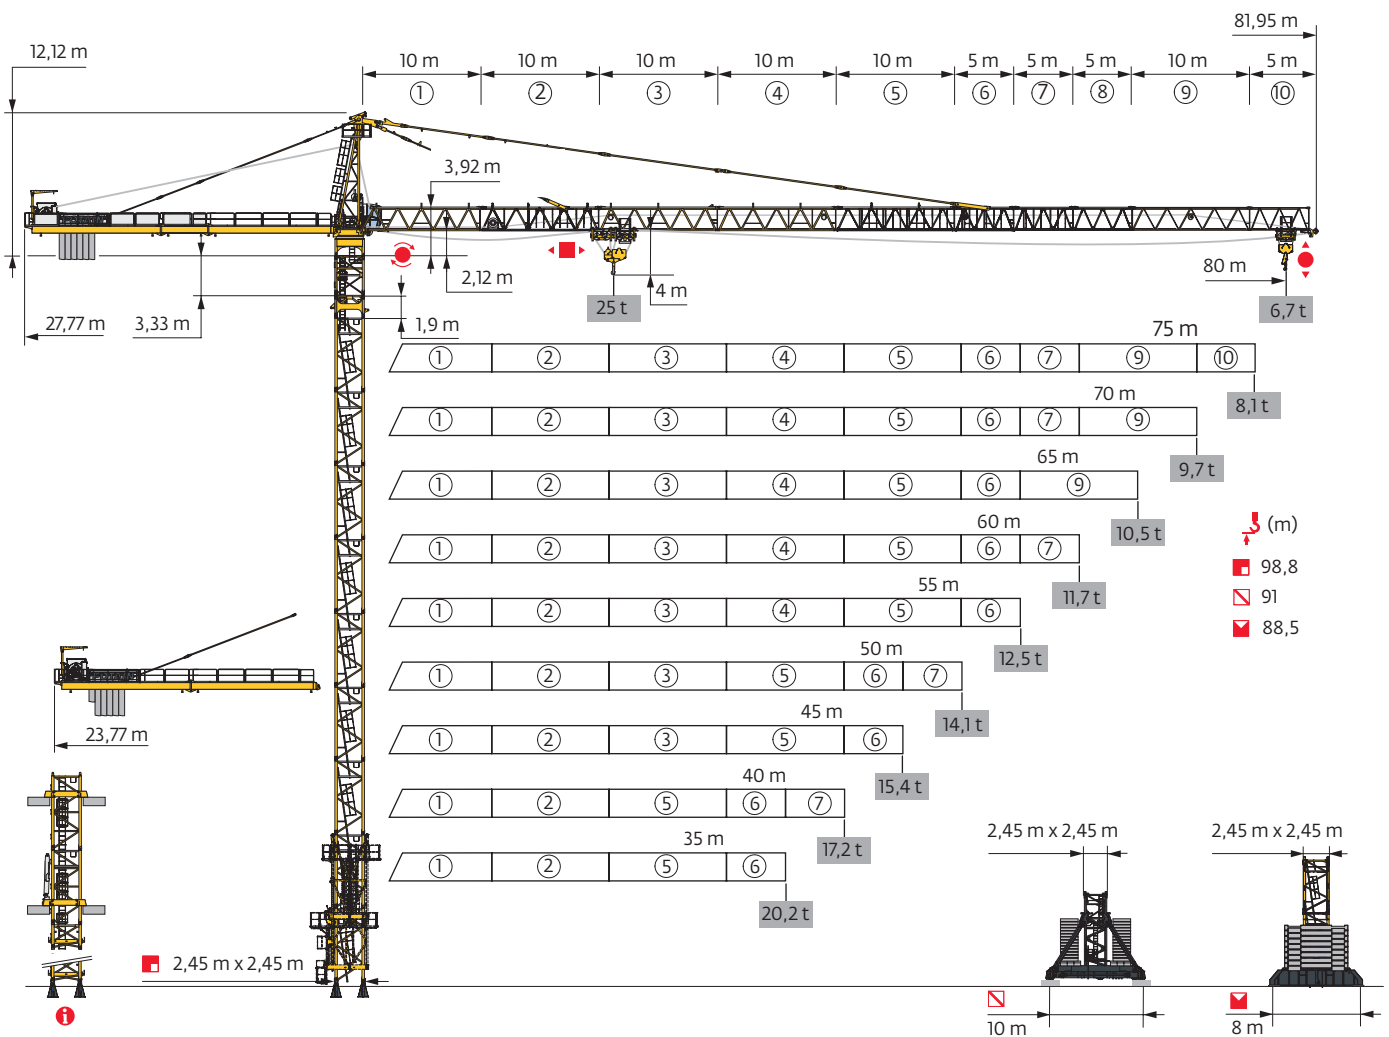 81,95 m
12,12 m
10 m 10 m 10 m 10 m 10 m 5 m 5 m 5 m 10 m 5 m
① ② ③ ④ ⑤ ⑥ ⑦ ⑧ ⑨ ⑩
3,92 m
2,12 m
4 m
80 m
25 t
6,7 t
27,77 m
3,33 m
1,9 m
75 m
① ② ③ ④ ⑤ ⑥ ⑦ ⑨ ⑩
8,1 t
70 m
① ② ③ ④ ⑤ ⑥ ⑦ ⑨
9,7 t
65 m
① ② ③ ④ ⑤ ⑥ ⑨
10,5 t
60 m
① ② ③ ④ ⑤ ⑥ ⑦
11,7 t
55 m
① ② ③ ④ ⑤ ⑥
12,5 t
50 m
① ② ③ ⑤ ⑥ ⑦
14,1 t
45 m
① ② ③ ⑤ ⑥
15,4 t
40 m
① ② ⑤ ⑥ ⑦
17,2 t
35 m
① ② ⑤ ⑥
20,2 t
(m)
98,8
91
88,5
23,77 m
2,45 m x 2,45 m
i
2,45 m x 2,45 m
10 m
2,45 m x 2,45 m
8 m